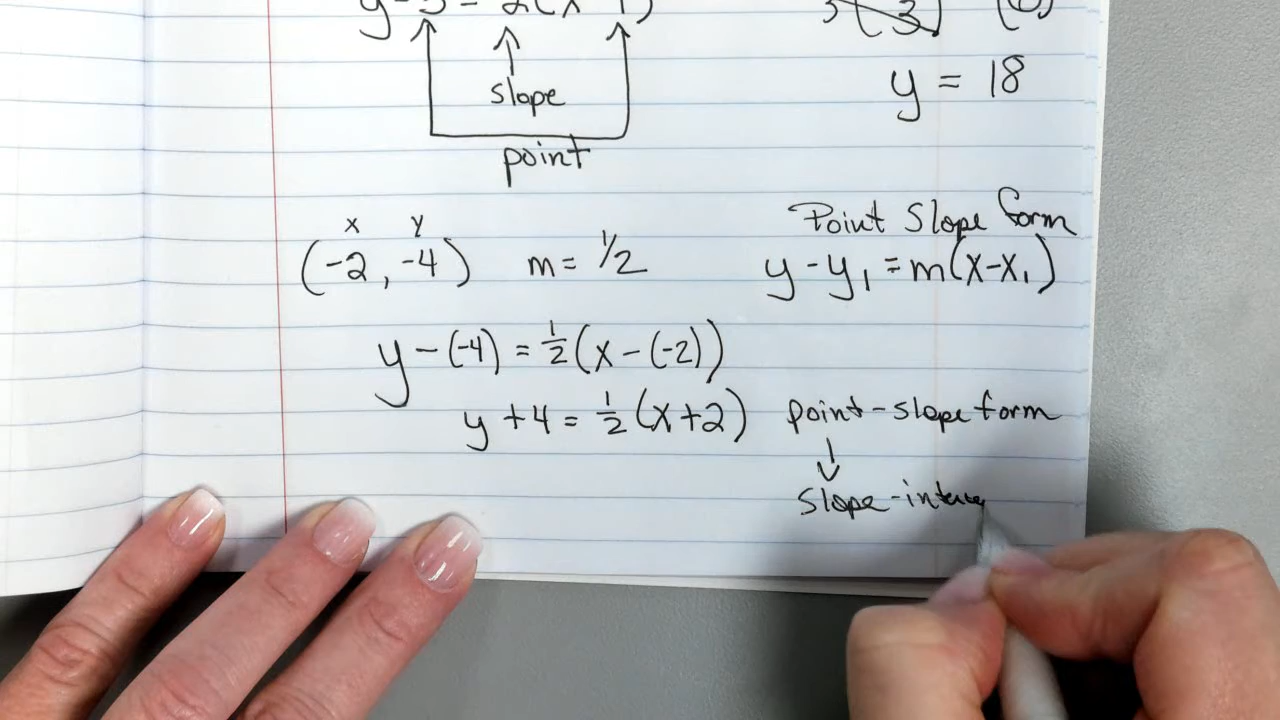 y = 18
slope
point
x y
(-2, -4) m = 1/2
Point Slope form
y - y₁ = m(x-x₁)
y - (-4) = 1/2 (x - (-2))
y + 4 = 1/2 (x+2) point-slope form
↓
slope-interce